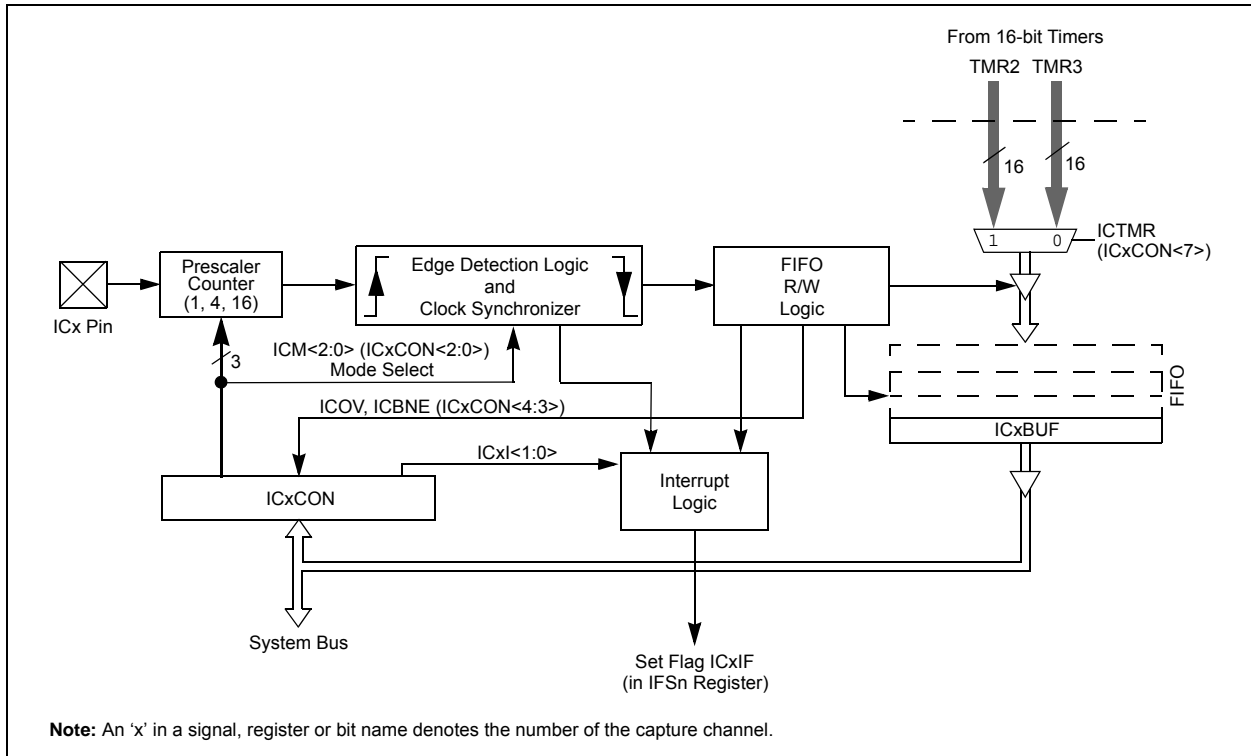 From 16-bit Timers
TMR2 TMR3
16 16
1 0
ICTMR
(ICxCON<7>)
ICx Pin
Prescaler
Counter
(1, 4, 16)
Edge Detection Logic
and
Clock Synchronizer
FIFO
R/W
Logic
3
ICM<2:0> (ICxCON<2:0>)
Mode Select
FIFO
ICxBUF
ICOV, ICBNE (ICxCON<4:3>)
ICxI<1:0>
ICxCON
Interrupt
Logic
System Bus
Set Flag ICxIF
(in IFSn Register)
Note: An ‘x’ in a signal, register or bit name denotes the number of the capture channel.